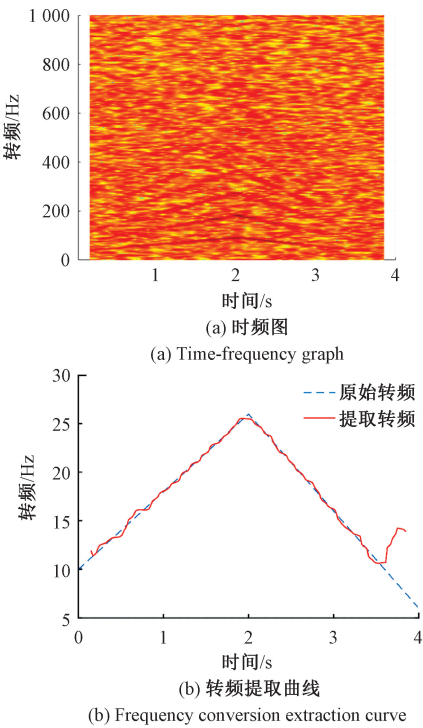 1 000
800
600
400
200
0
转频/Hz
1 2 3 4
时间/s
(a) 时频图
(a) Time-frequency graph
30
25
20
15
10
5
转频/Hz
原始转频
提取转频
0 1 2 3 4
时间/s
(b) 转频提取曲线
(b) Frequency conversion extraction curve